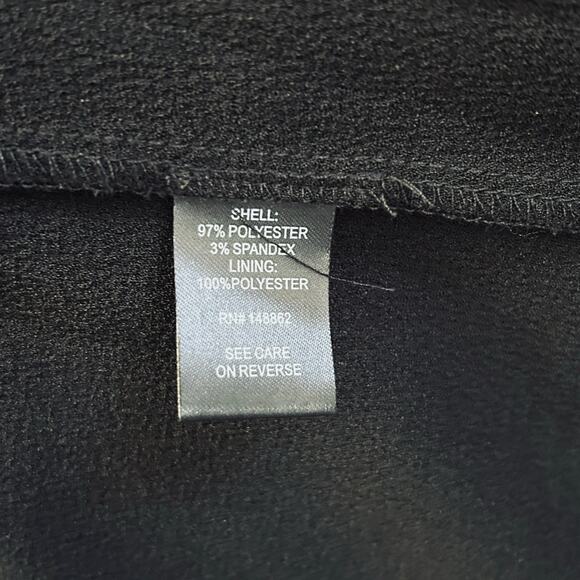 SHELL:
97% POLYESTER
3% SPANDEX
LINING:
100%POLYESTER
RN# 148862
SEE CARE
ON REVERSE